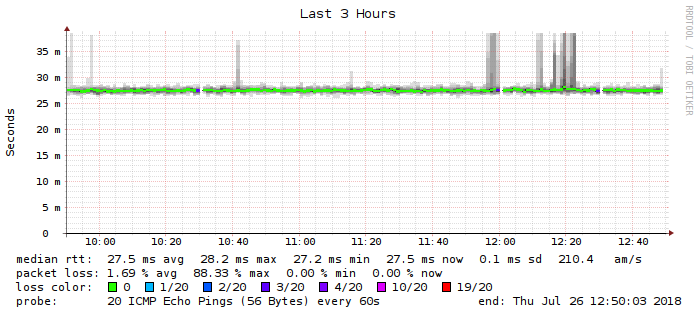 Last 3 Hours
RRDTOOL / TOBI OETIKER
Seconds
35 m
30 m
25 m
20 m
15 m
10 m
5 m
0
10:00 10:20 10:40 11:00 11:20 11:40 12:00 12:20 12:40
median rtt: 27.5 ms avg 28.2 ms max 27.2 ms min 27.5 ms now 0.1 ms sd 210.4 am/s
packet loss: 1.69 % avg 88.33 % max 0.00 % min 0.00 % now
loss color: 0 1/20 2/20 3/20 4/20 10/20 19/20
probe: 20 ICMP Echo Pings (56 Bytes) every 60s end: Thu Jul 26 12:50:03 2018